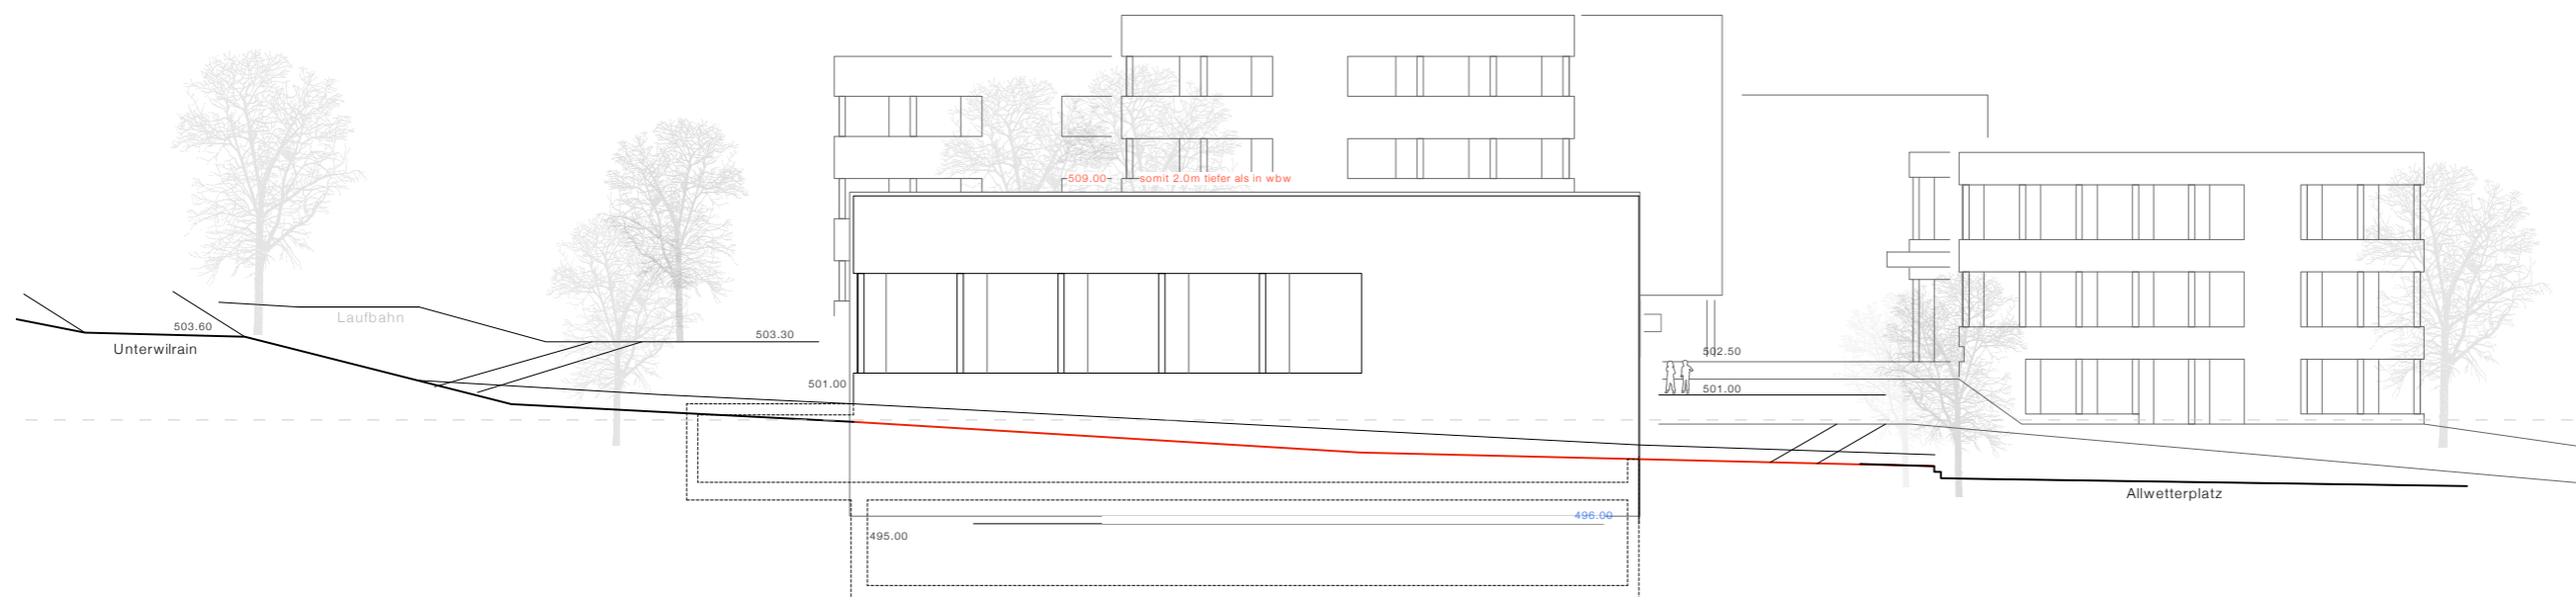 509.00
somit 2.0m tiefer als in wbw
Laufbahn
503.60
Unterwilrain
503.30
501.00
502.50
501.00
Allwetterplatz
496.00
495.00